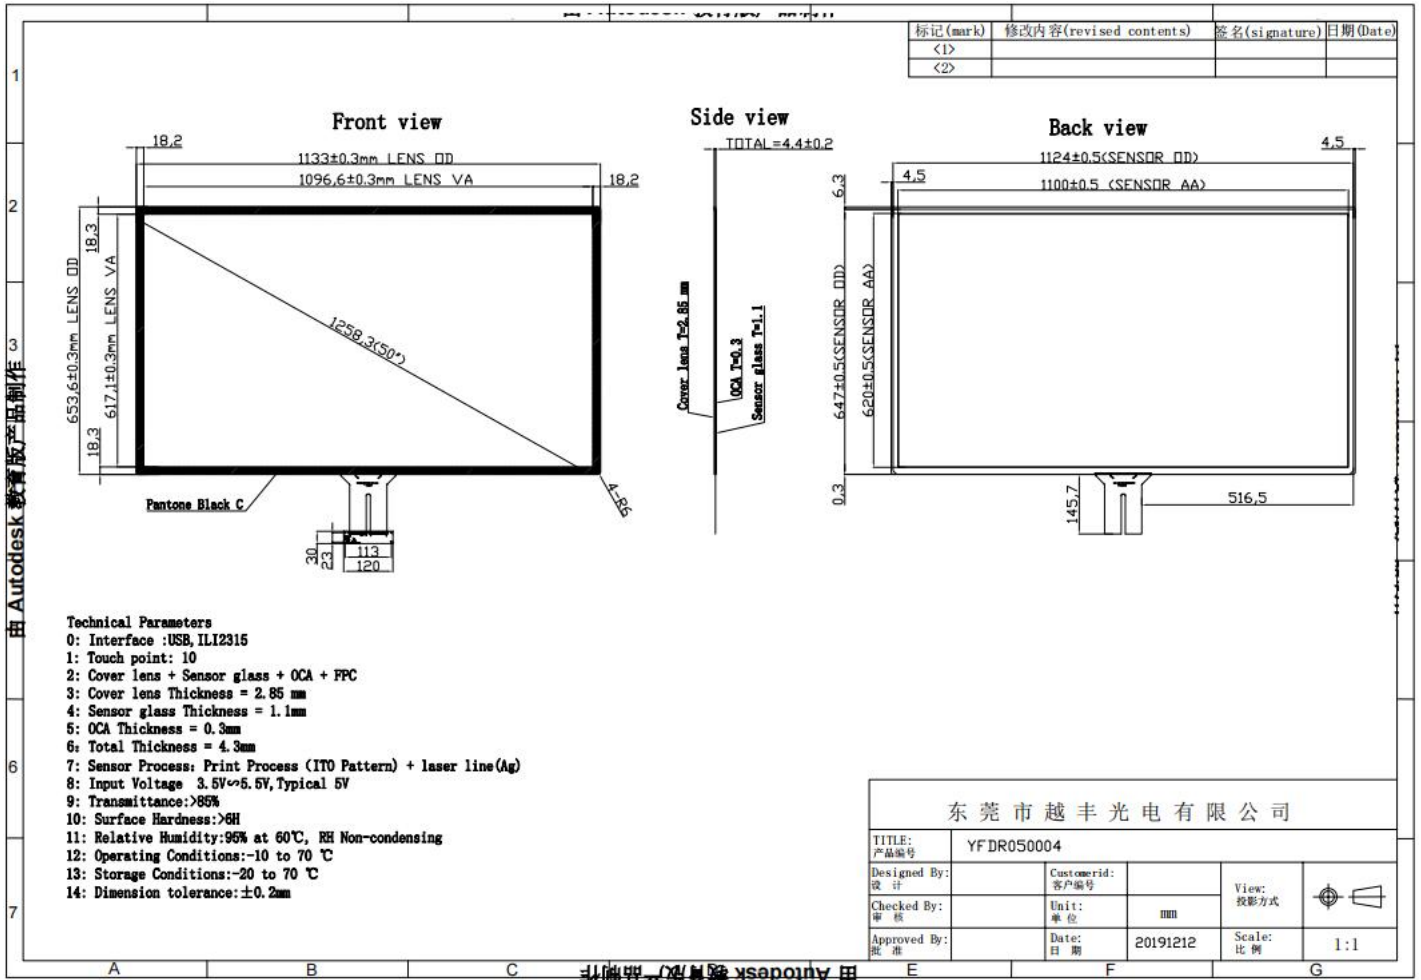 标记(mark) 修改内容(revised contents) 签名(signature) 日期(Date)
<1>
<2>
1
2
3
6
7
Front view
18,2
1133±0.3mm LENS OD
1096,6±0.3mm LENS VA
18,2
18,3
653,6±0.3mm LENS OD
617,1±0.3mm LENS VA
18,3
1258,3(50")
Pantone Black C
4-R6
30
23
113
120
Side view
TOTAL=4.4±0.2
Cover lens T=2.85 mm
OCA T=0.3
Sensor glass T=1.1
Back view
1124±0.5(SENSOR OD)
4,5
4,5
1100±0.5 (SENSOR AA)
6,3
647±0.5(SENSOR OD)
620±0.5(SENSOR AA)
0,3
145,7
516,5
由 Autodesk 教育版产品制作
Technical Parameters
0: Interface :USB,ILI2315
1: Touch point: 10
2: Cover lens + Sensor glass + OCA + FPC
3: Cover lens Thickness = 2.85 mm
4: Sensor glass Thickness = 1.1mm
5: OCA Thickness = 0.3mm
6: Total Thickness = 4.3mm
7: Sensor Process: Print Process (ITO Pattern) + laser line(Ag)
8: Input Voltage 3.5V∽5.5V,Typical 5V
9: Transmittance:>85%
10: Surface Hardness:>6H
11: Relative Humidity:95% at 60℃, RH Non-condensing
12: Operating Conditions:-10 to 70 ℃
13: Storage Conditions:-20 to 70 ℃
14: Dimension tolerance:±0.2mm
东莞市越丰光电有限公司
TITLE: YFDR050004
产品编号
Designed By: Customerid:
设 计 客户编号
View:
投影方式
Checked By: Unit: mm
审 核 单 位
Approved By: Date: 20191212 Scale: 1:1
批 准 日 期 比 例
A B C E F G
由 Autodesk 教育版产品制作